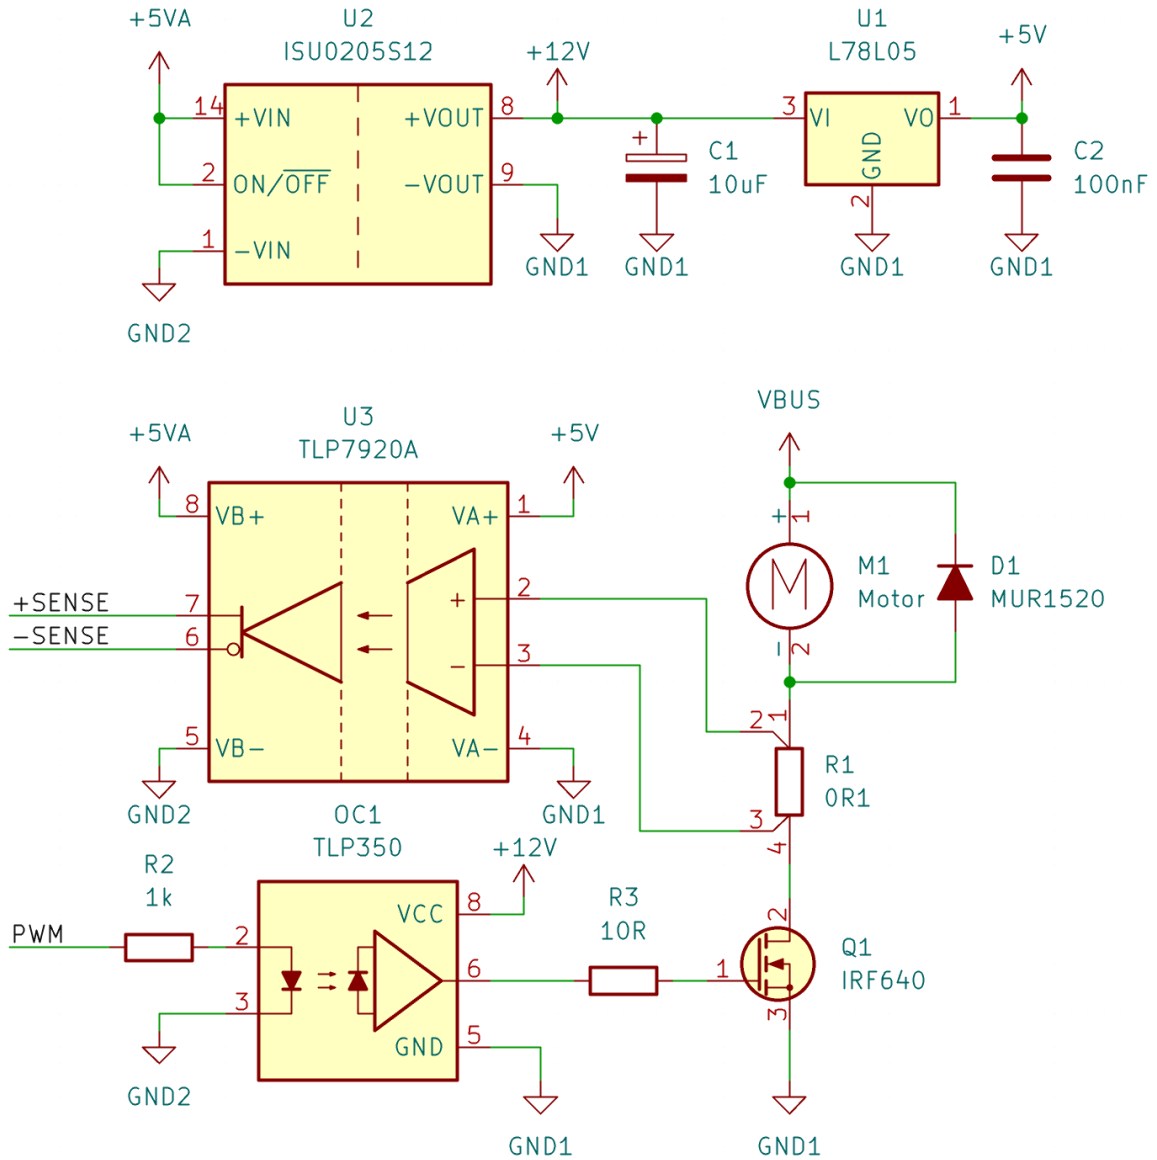 +5VA
U2
ISU0205S12
+12V
U1
L78L05
+5V
14
+VIN
+VOUT
8
3
VI
VO
1
C1
10uF
C2
100nF
+
GND
2
ON/OFF
-VOUT
9
2
1
-VIN
GND1
GND1
GND1
GND1
GND2
VBUS
U3
TLP7920A
+5VA
+5V
8
VB+
VA+
1
+
1
M
M1
Motor
D1
MUR1520
+SENSE
7
+
2
-SENSE
6
-
3
-
2
5
VB-
VA-
4
2
1
R1
0R1
GND2
GND1
3
4
OC1
TLP350
+12V
R2
1k
VCC
8
R3
10R
PWM
2
6
1
2
Q1
IRF640
3
3
GND
5
GND2
GND1
GND1